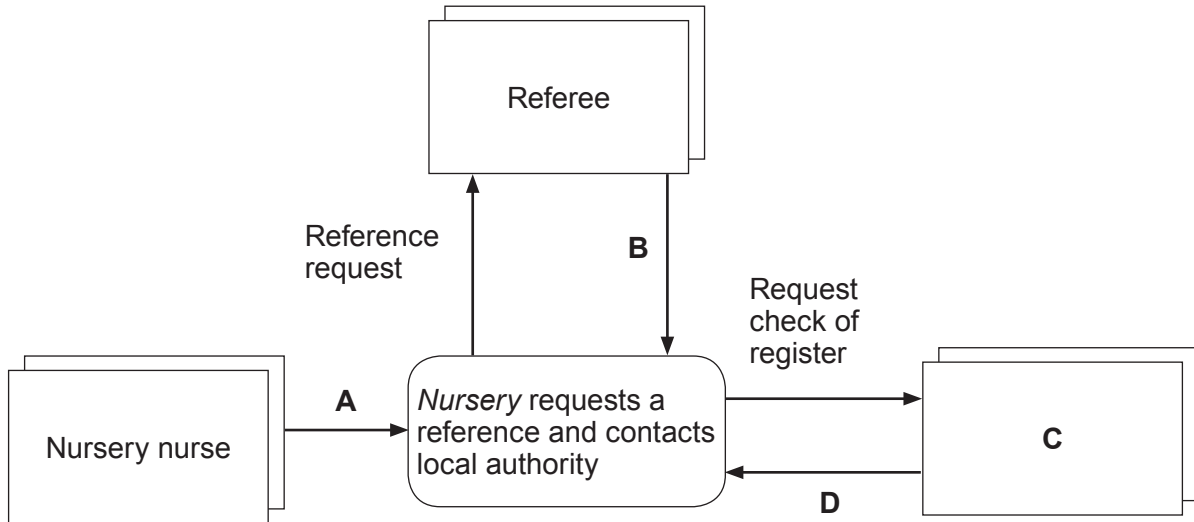 Referee
Reference
request
B
Request
check of
register
Nursery nurse
A
Nursery requests a
reference and contacts
local authority
C
D